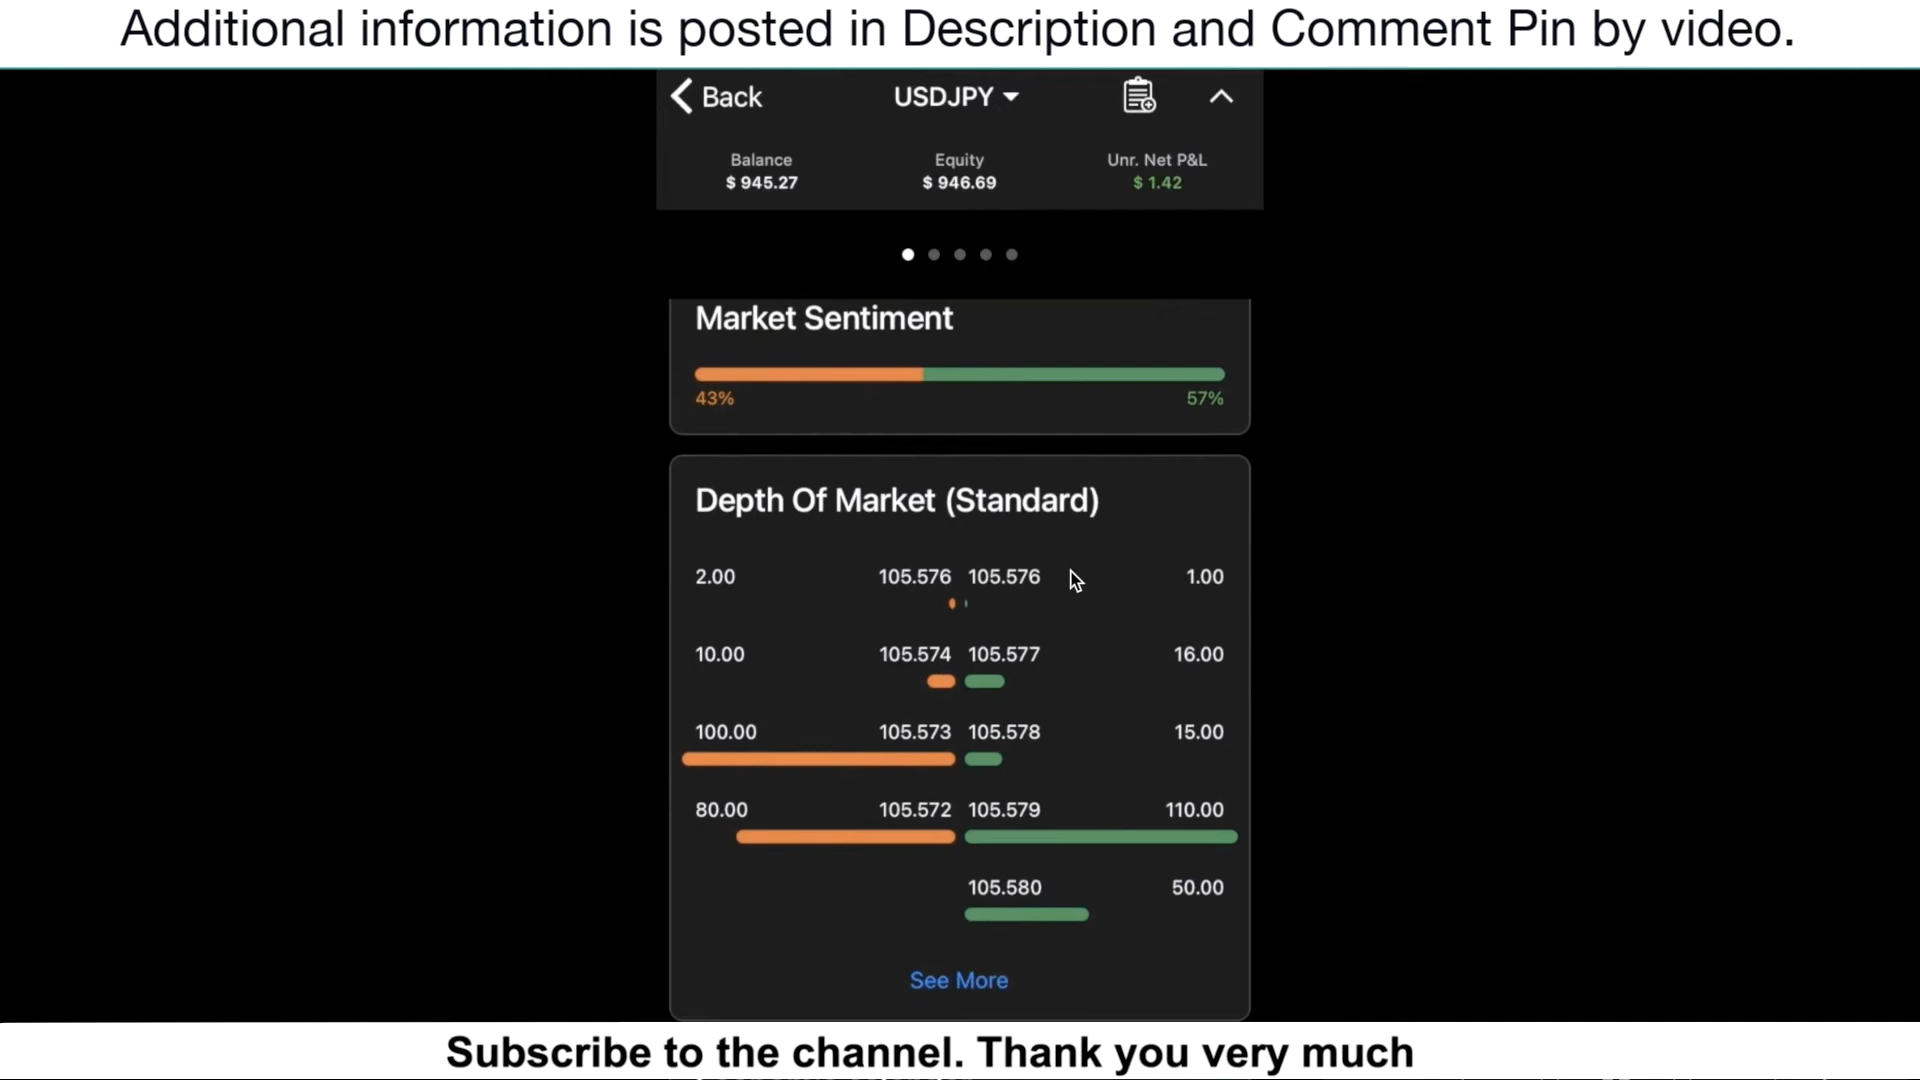 Additional information is posted in Description and Comment Pin by video.
Back USDJPY
Balance Equity Unr. Net P&L
$ 945.27 $ 946.69 $ 1.42
Market Sentiment
43% 57%
Depth Of Market (Standard)
2.00 105.576 105.576 1.00
10.00 105.574 105.577 16.00
100.00 105.573 105.578 15.00
80.00 105.572 105.579 110.00
105.580 50.00
See More
Subscribe to the channel. Thank you very much